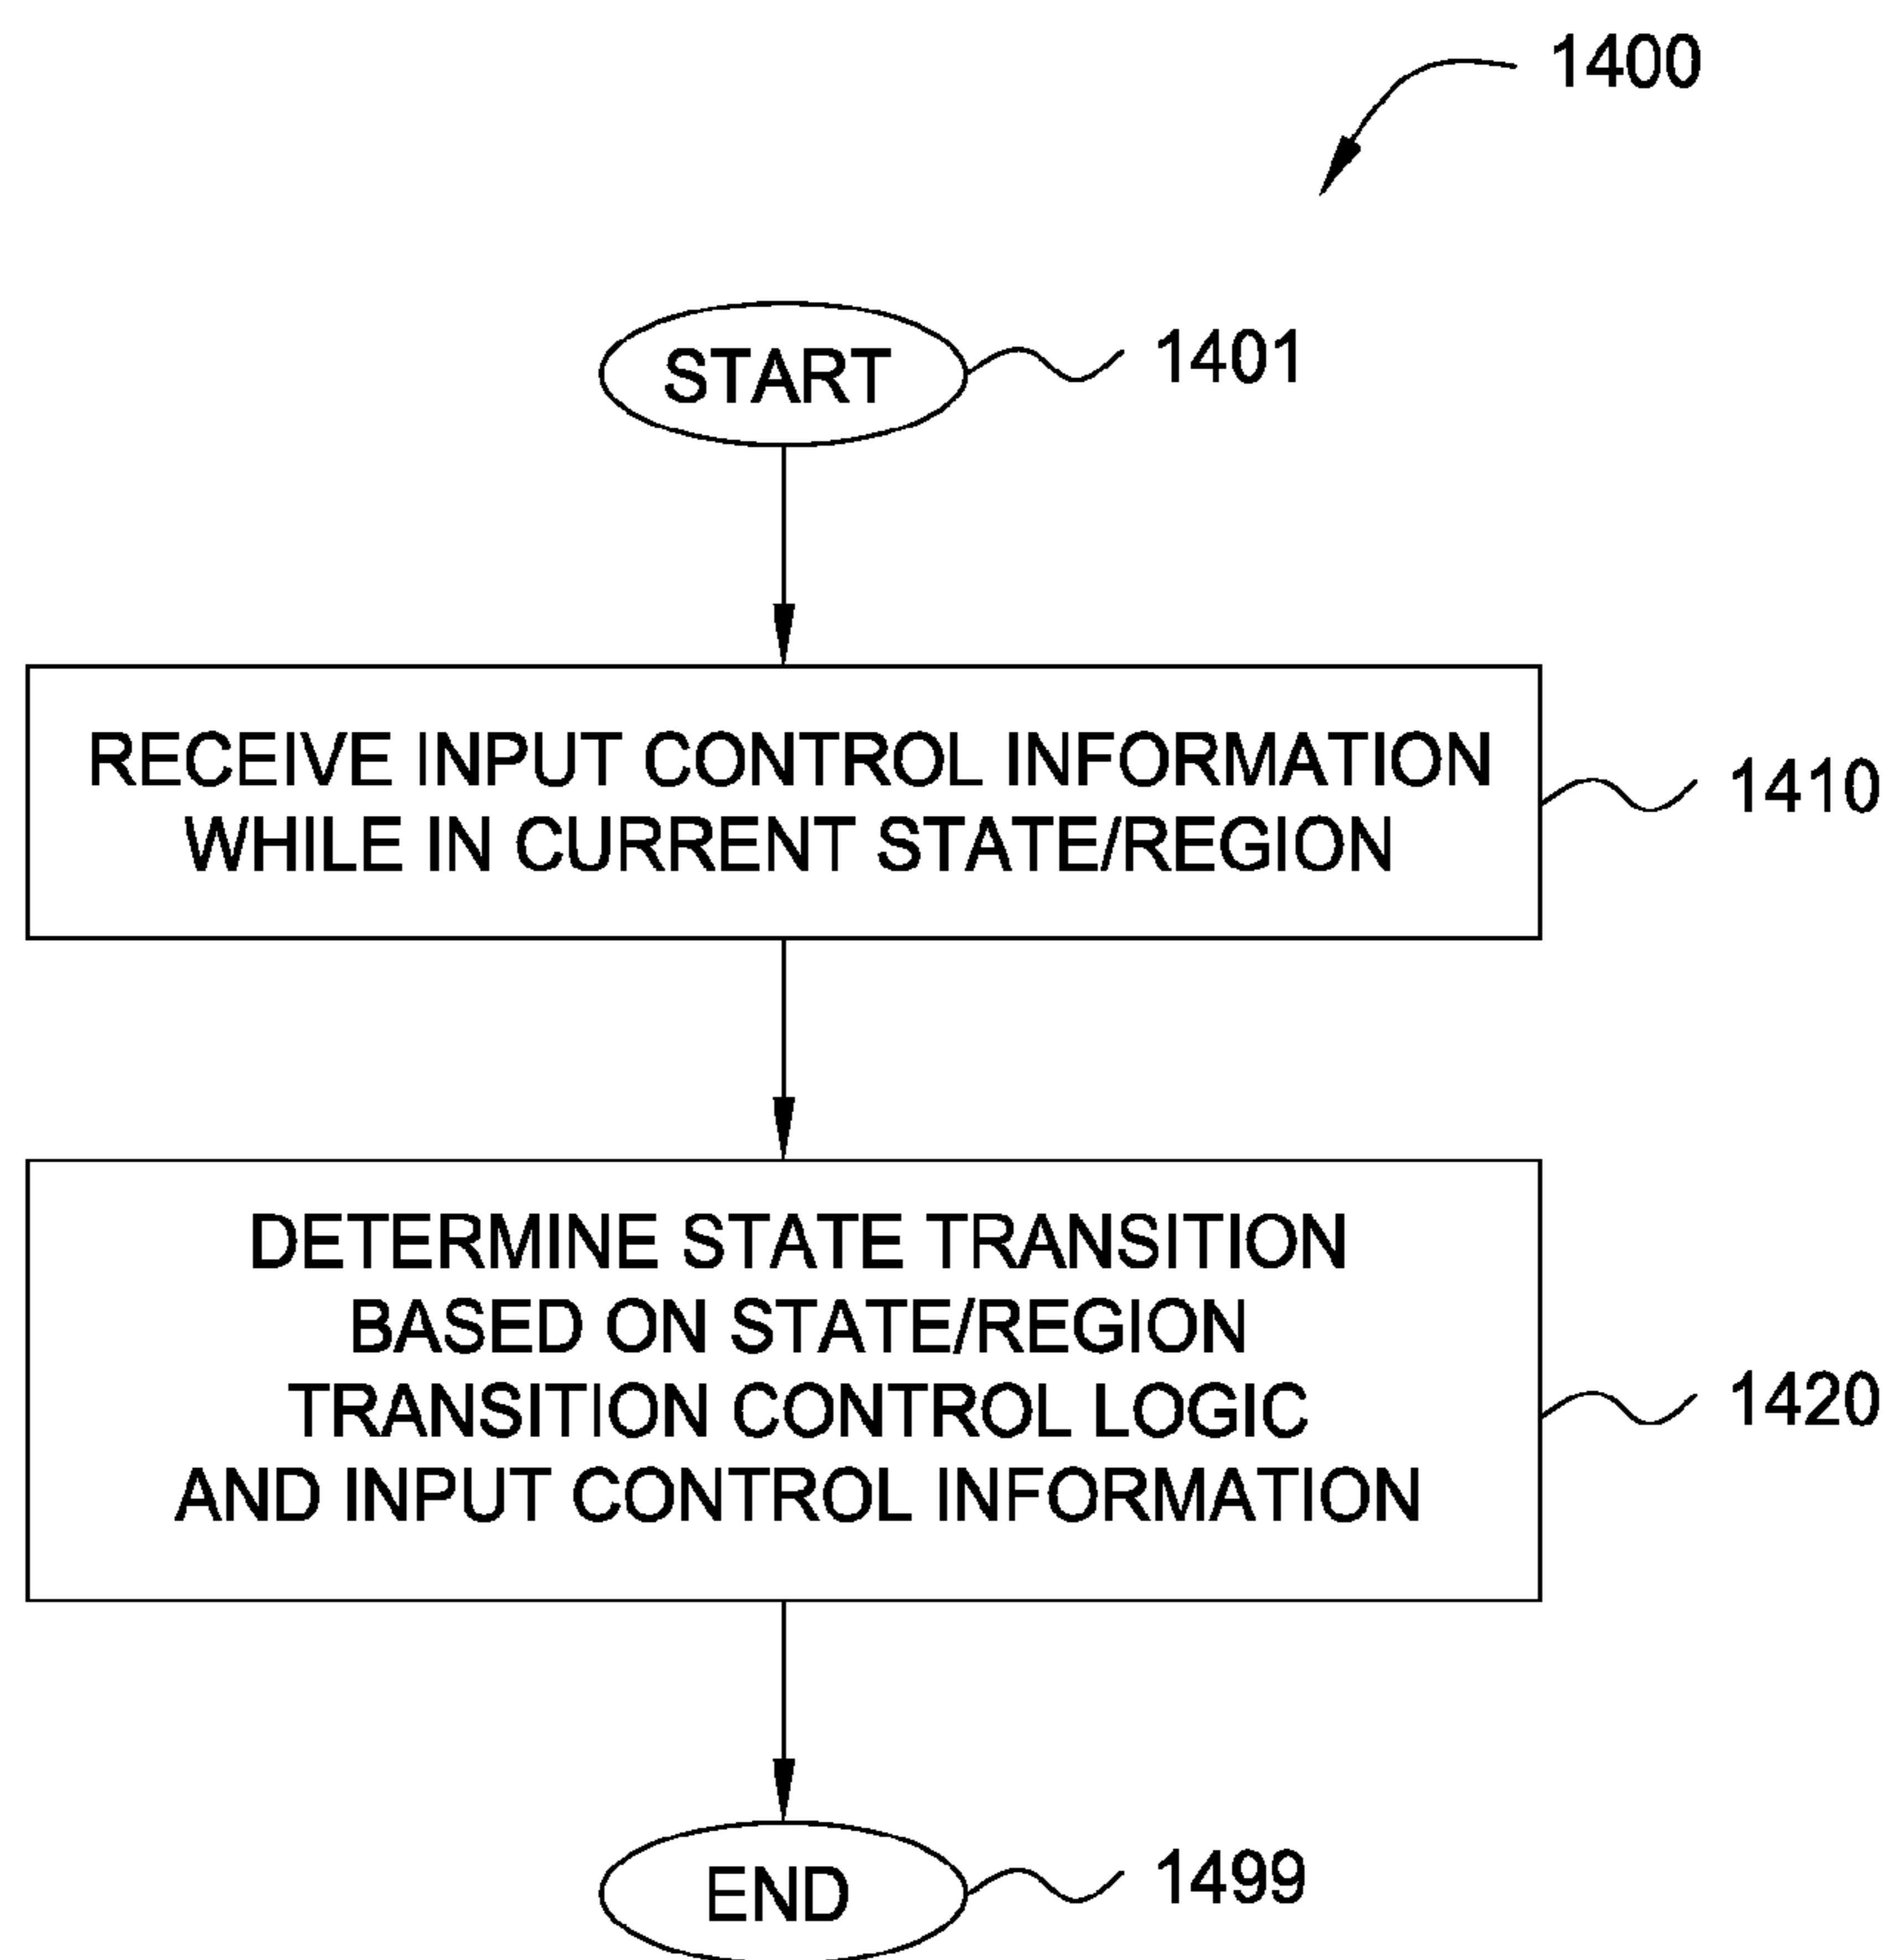 1400
START
1401
RECEIVE INPUT CONTROL INFORMATION
WHILE IN CURRENT STATE/REGION
1410
DETERMINE STATE TRANSITION
BASED ON STATE/REGION
TRANSITION CONTROL LOGIC
AND INPUT CONTROL INFORMATION
1420
END
1499